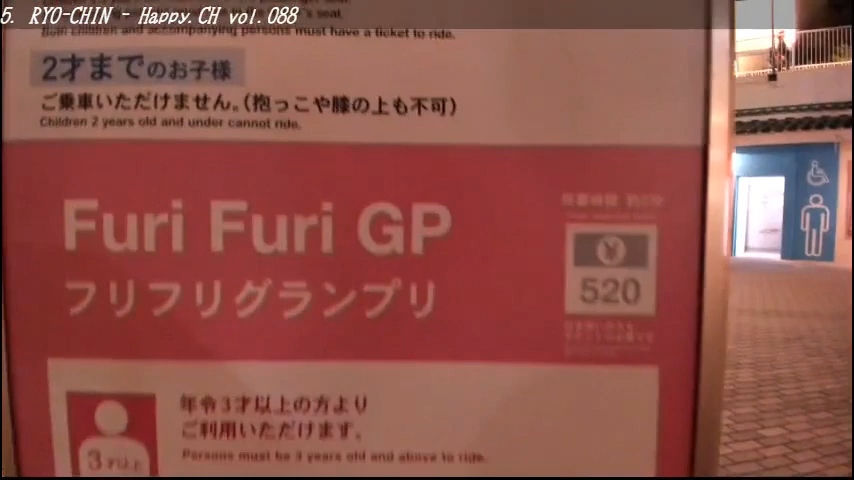 5. RYO-CHIN - Happy.CH vol.088
Both children and accompanying persons must have a ticket to ride.
2才までのお子様
ご乗車いただけません。(抱っこや膝の上も不可)
Children 2 years old and under cannot ride.
Furi Furi GP
フリフリグランプリ
¥
520
年令3才以上の方より
ご利用いただけます。
Persons must be 3 years old and above to ride.
3才以上